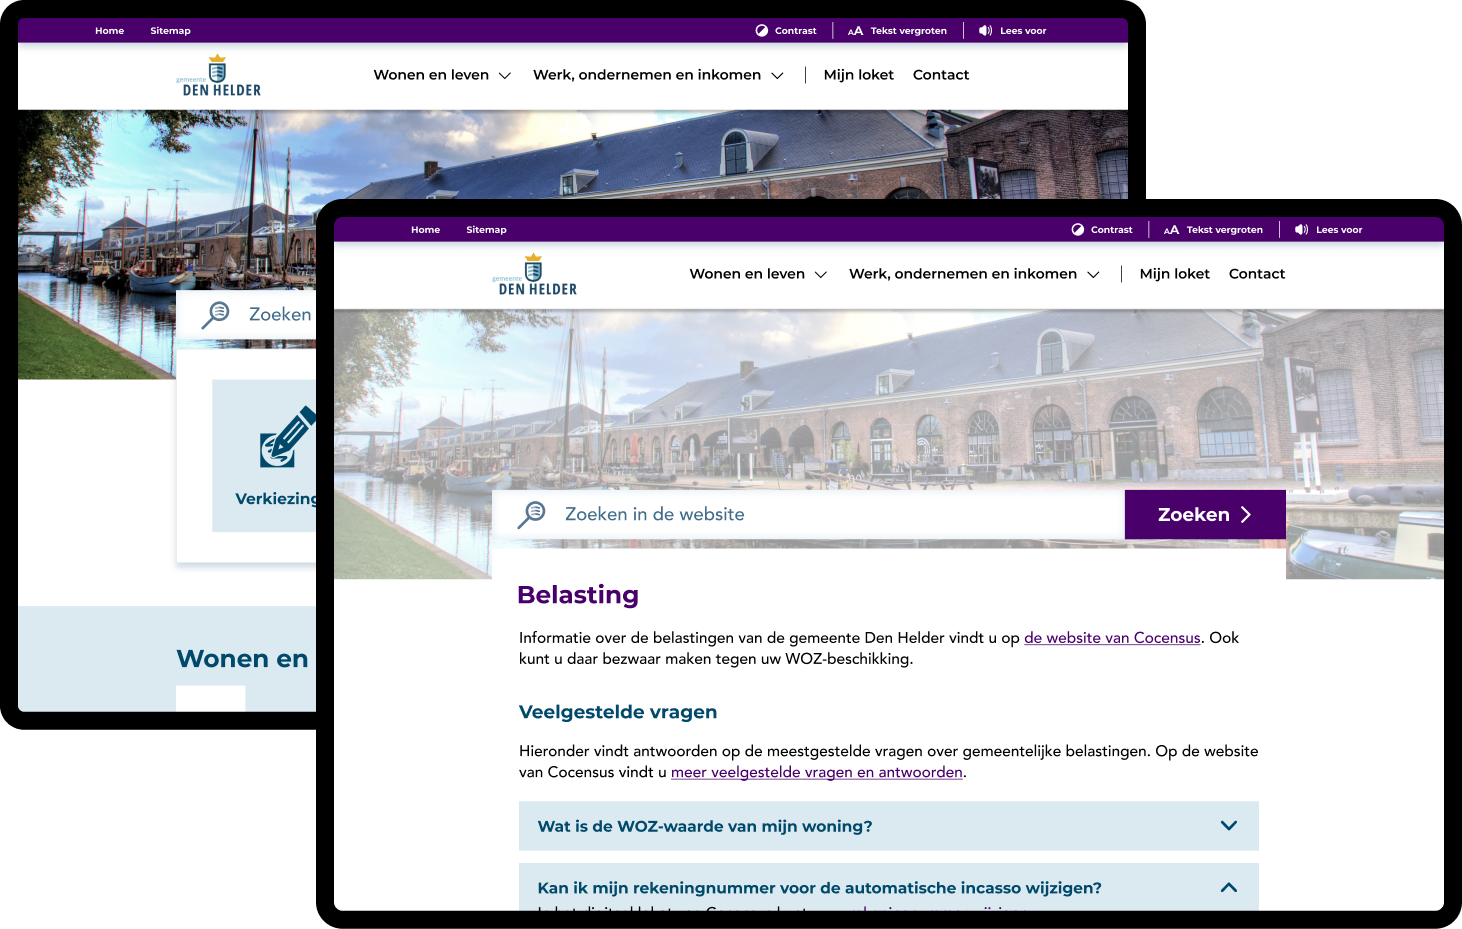 Home Sitemap Contrast AA Tekst vergroten Lees voor
gemeente
DEN HELDER
Wonen en leven Werk, ondernemen en inkomen Mijn loket Contact
Zoeken
Verkiezing
Wonen en
Home Sitemap Contrast AA Tekst vergroten Lees voor
gemeente
DEN HELDER
Wonen en leven Werk, ondernemen en inkomen Mijn loket Contact
Zoeken in de website Zoeken
Belasting
Informatie over de belastingen van de gemeente Den Helder vindt u op de website van Cocensus. Ook
kunt u daar bezwaar maken tegen uw WOZ-beschikking.
Veelgestelde vragen
Hieronder vindt antwoorden op de meestgestelde vragen over gemeentelijke belastingen. Op de website
van Cocensus vindt u meer veelgestelde vragen en antwoorden.
Wat is de WOZ-waarde van mijn woning?
Kan ik mijn rekeningnummer voor de automatische incasso wijzigen?